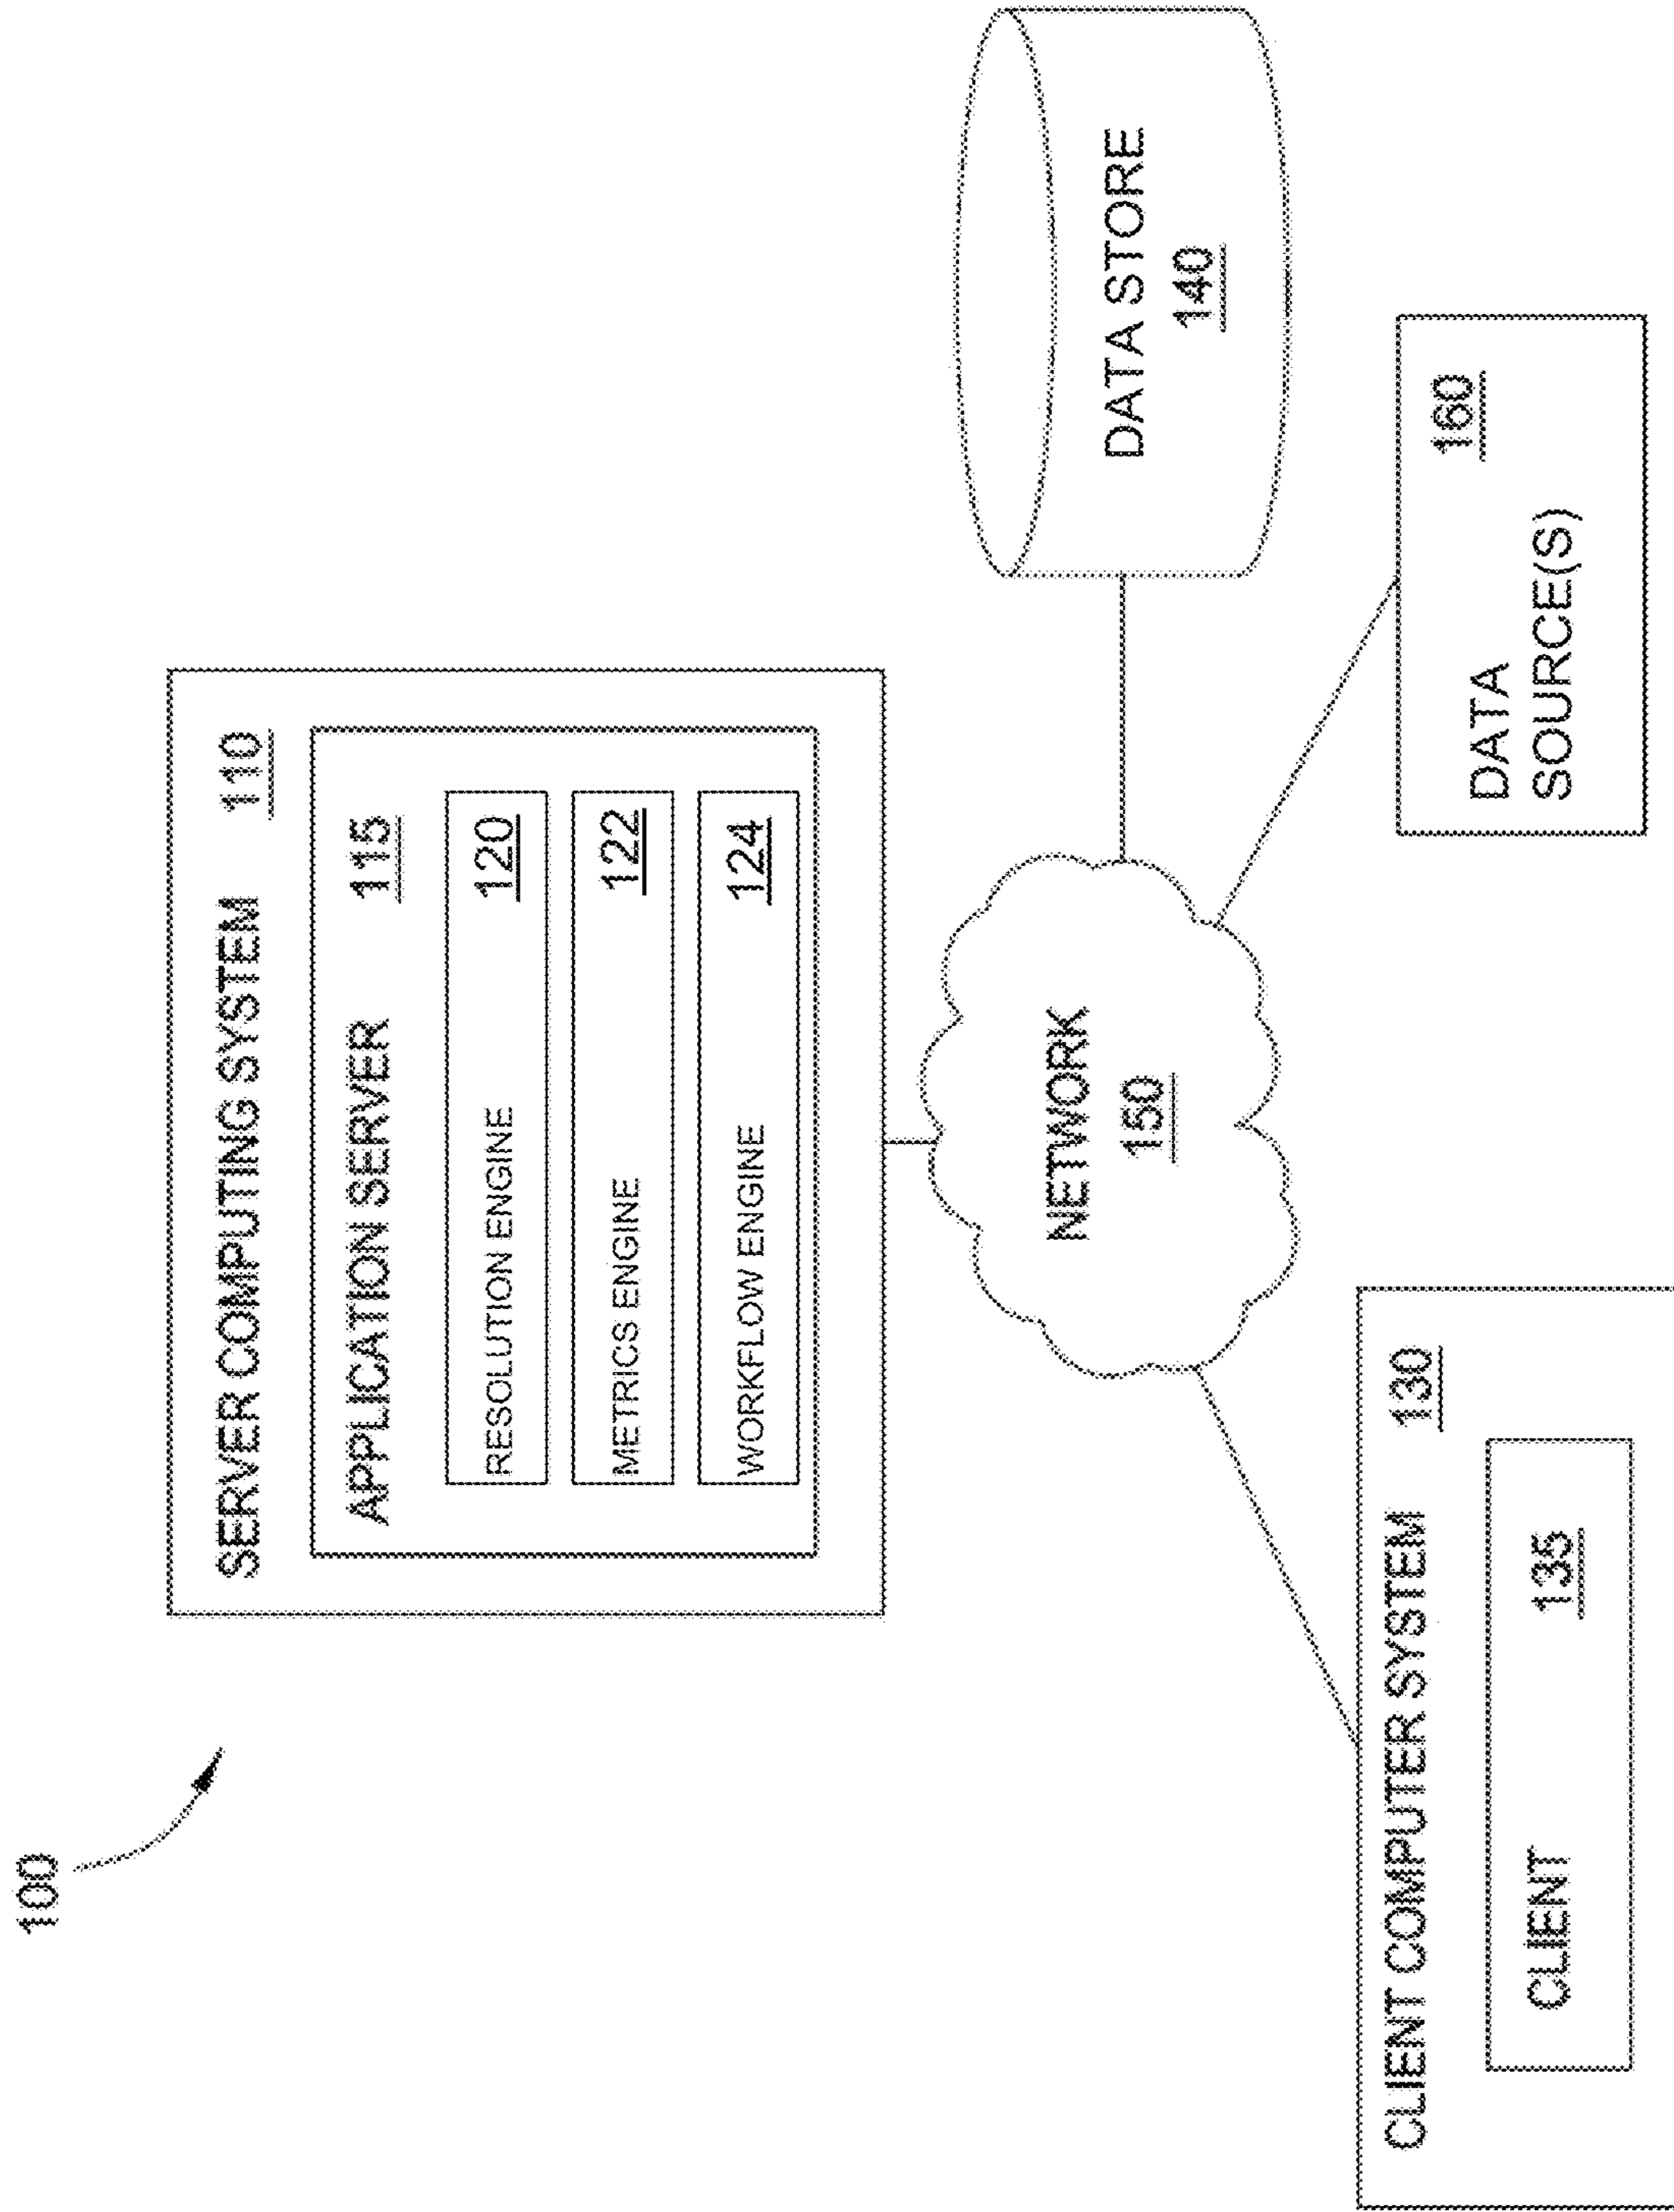 100
SERVER COMPUTING SYSTEM 110
APPLICATION SERVER 115
RESOLUTION ENGINE 120
METRICS ENGINE 122
WORKFLOW ENGINE 124
NETWORK
150
DATA STORE
140
CLIENT COMPUTER SYSTEM 130
CLIENT 135
160
DATA
SOURCE(S)